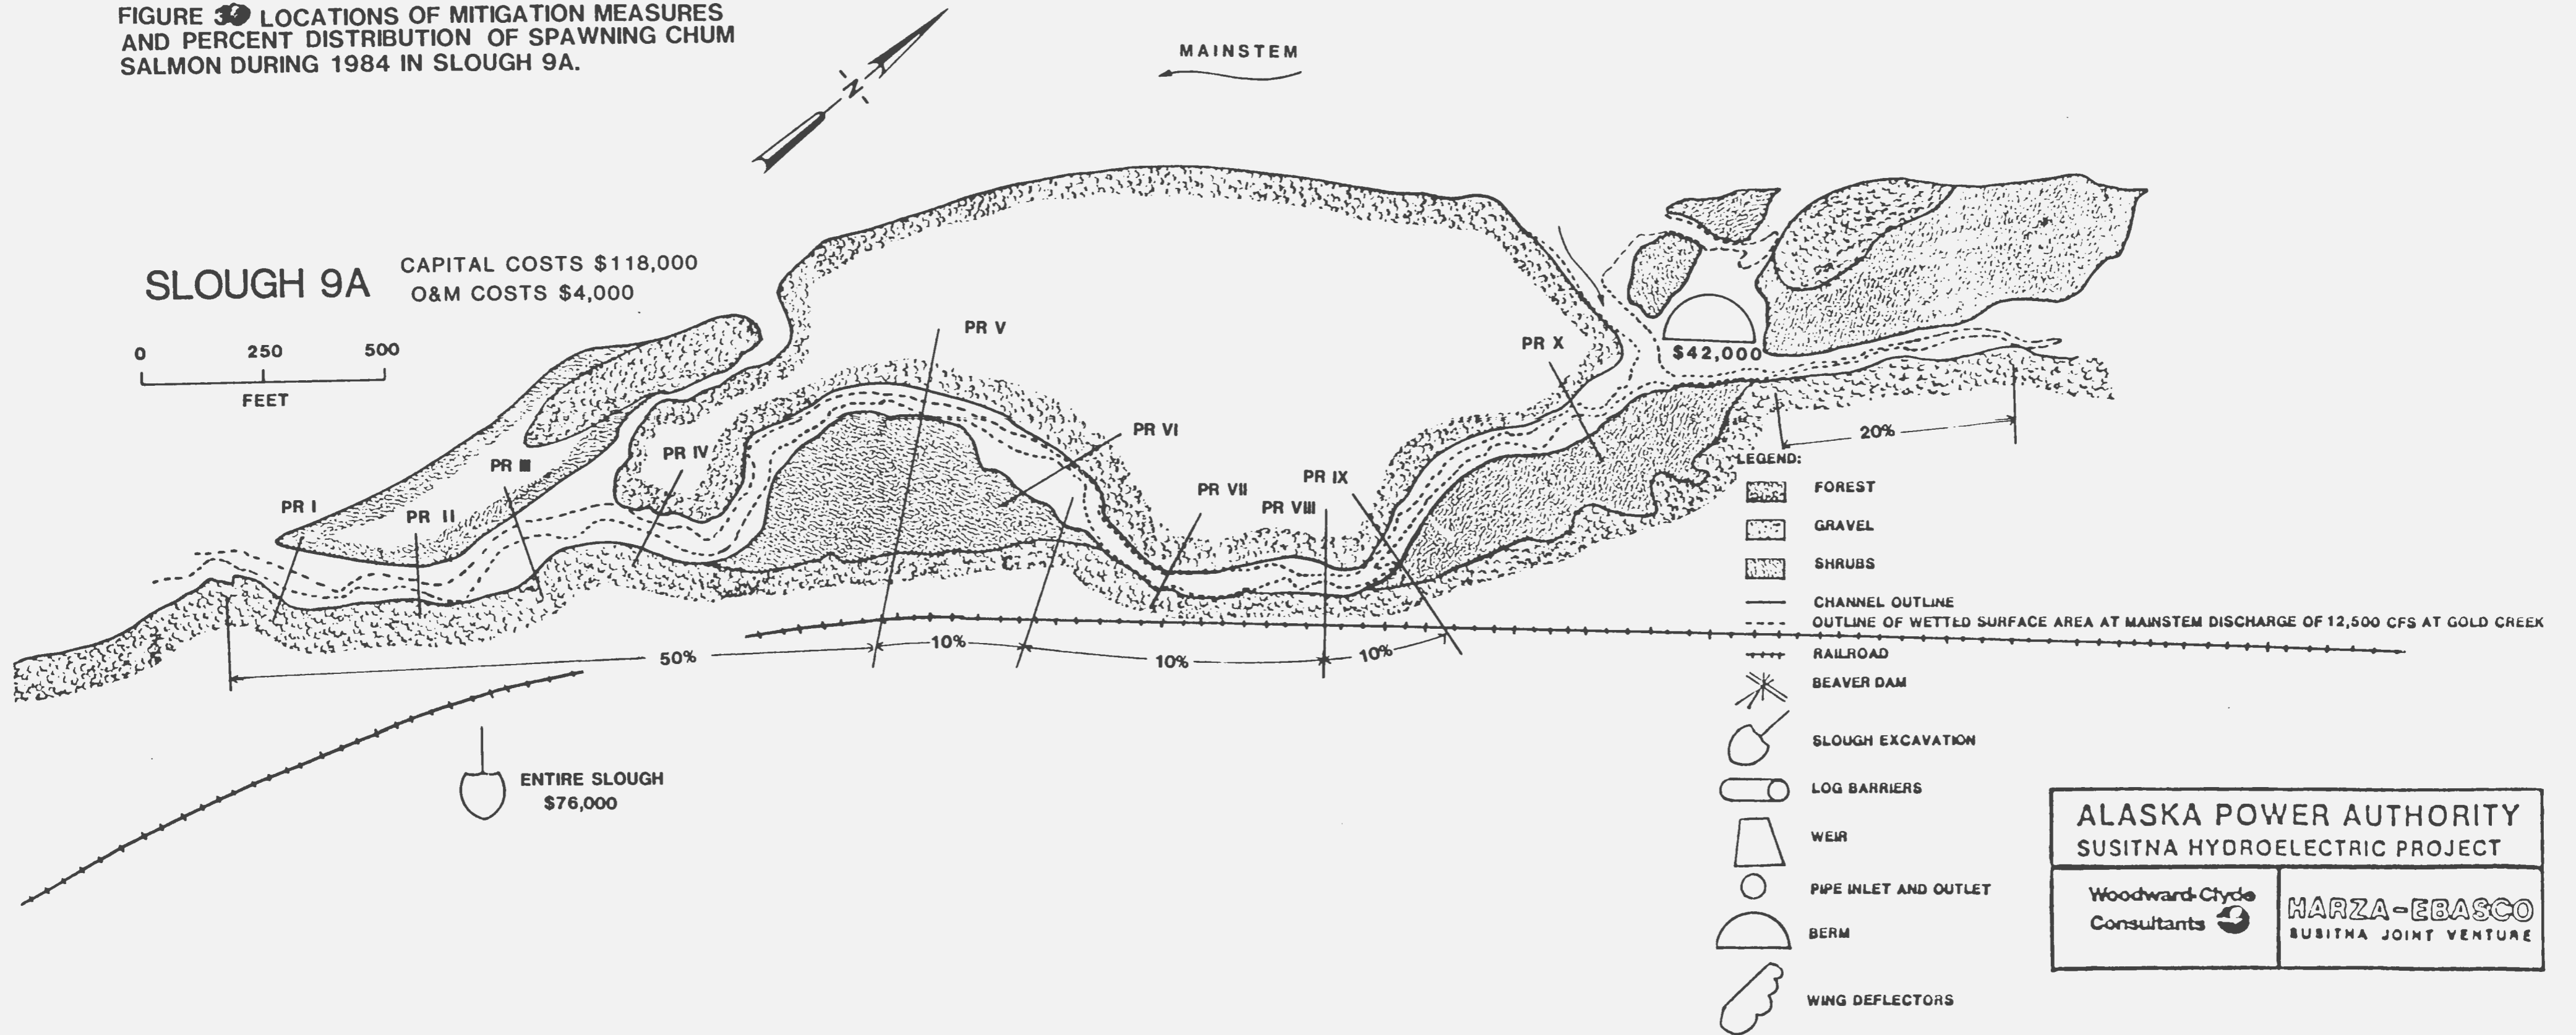 FIGURE 30 LOCATIONS OF MITIGATION MEASURES
AND PERCENT DISTRIBUTION OF SPAWNING CHUM
SALMON DURING 1984 IN SLOUGH 9A.
N
MAINSTEM
SLOUGH 9A
CAPITAL COSTS $118,000
O&M COSTS $4,000
0 250 500
FEET
PR I
PR II
PR III
PR IV
PR V
PR VI
PR VII
PR VIII
PR IX
PR X
$42,000
20%
50%
10%
10%
10%
ENTIRE SLOUGH
$76,000
LEGEND:
FOREST
GRAVEL
SHRUBS
CHANNEL OUTLINE
OUTLINE OF WETTED SURFACE AREA AT MAINSTEM DISCHARGE OF 12,500 CFS AT GOLD CREEK
RAILROAD
BEAVER DAM
SLOUGH EXCAVATION
LOG BARRIERS
WEIR
PIPE INLET AND OUTLET
BERM
WING DEFLECTORS
ALASKA POWER AUTHORITY
SUSITNA HYDROELECTRIC PROJECT
Woodward-Clyde
Consultants
HARZA-EBASCO
SUSITNA JOINT VENTURE